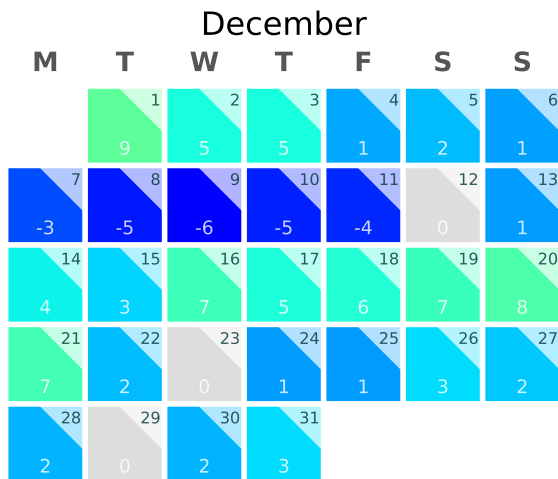 December
M T W T F S S
1 2 3 4 5 6
9 5 5 1 2 1
7 8 9 10 11 12 13
-3 -5 -6 -5 -4 0 1
14 15 16 17 18 19 20
4 3 7 5 6 7 8
21 22 23 24 25 26 27
7 2 0 1 1 3 2
28 29 30 31
2 0 2 3